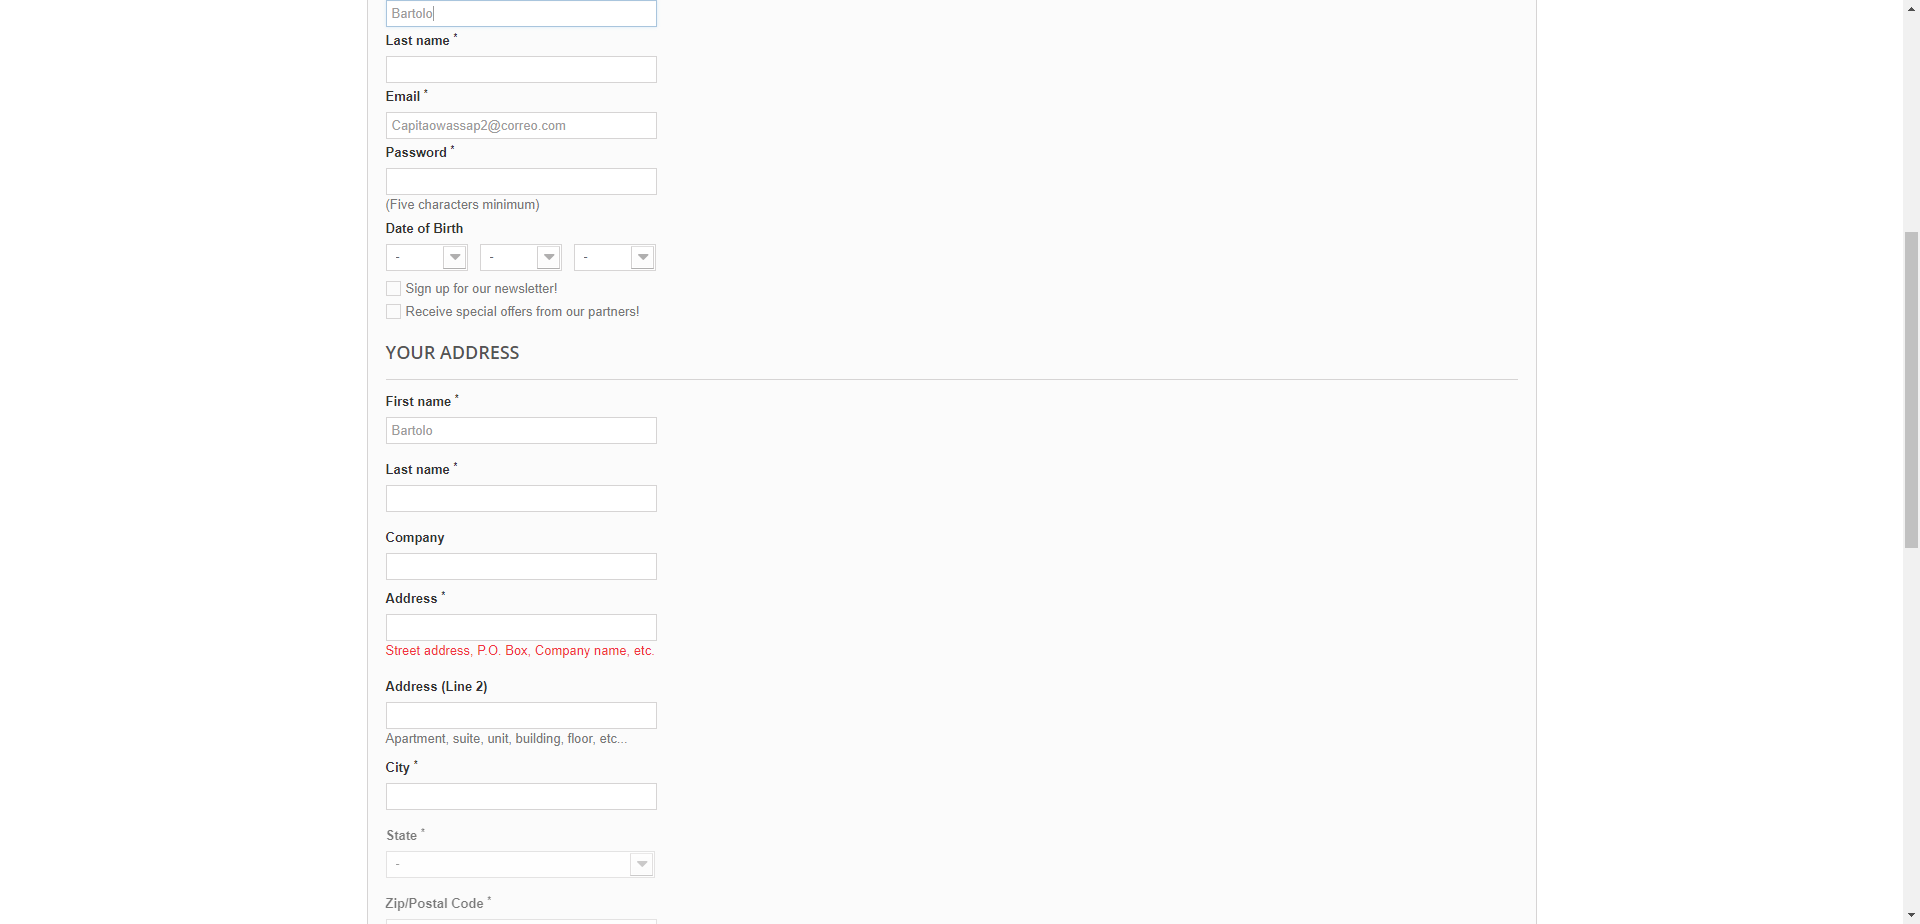 Bartolo
Last name *
Email *
Capitaowassap2@correo.com
Password *
(Five characters minimum)
Date of Birth
- - -
Sign up for our newsletter!
Receive special offers from our partners!
YOUR ADDRESS
First name *
Bartolo
Last name *
Company
Address *
Street address, P.O. Box, Company name, etc.
Address (Line 2)
Apartment, suite, unit, building, floor, etc...
City *
State *
-
Zip/Postal Code *